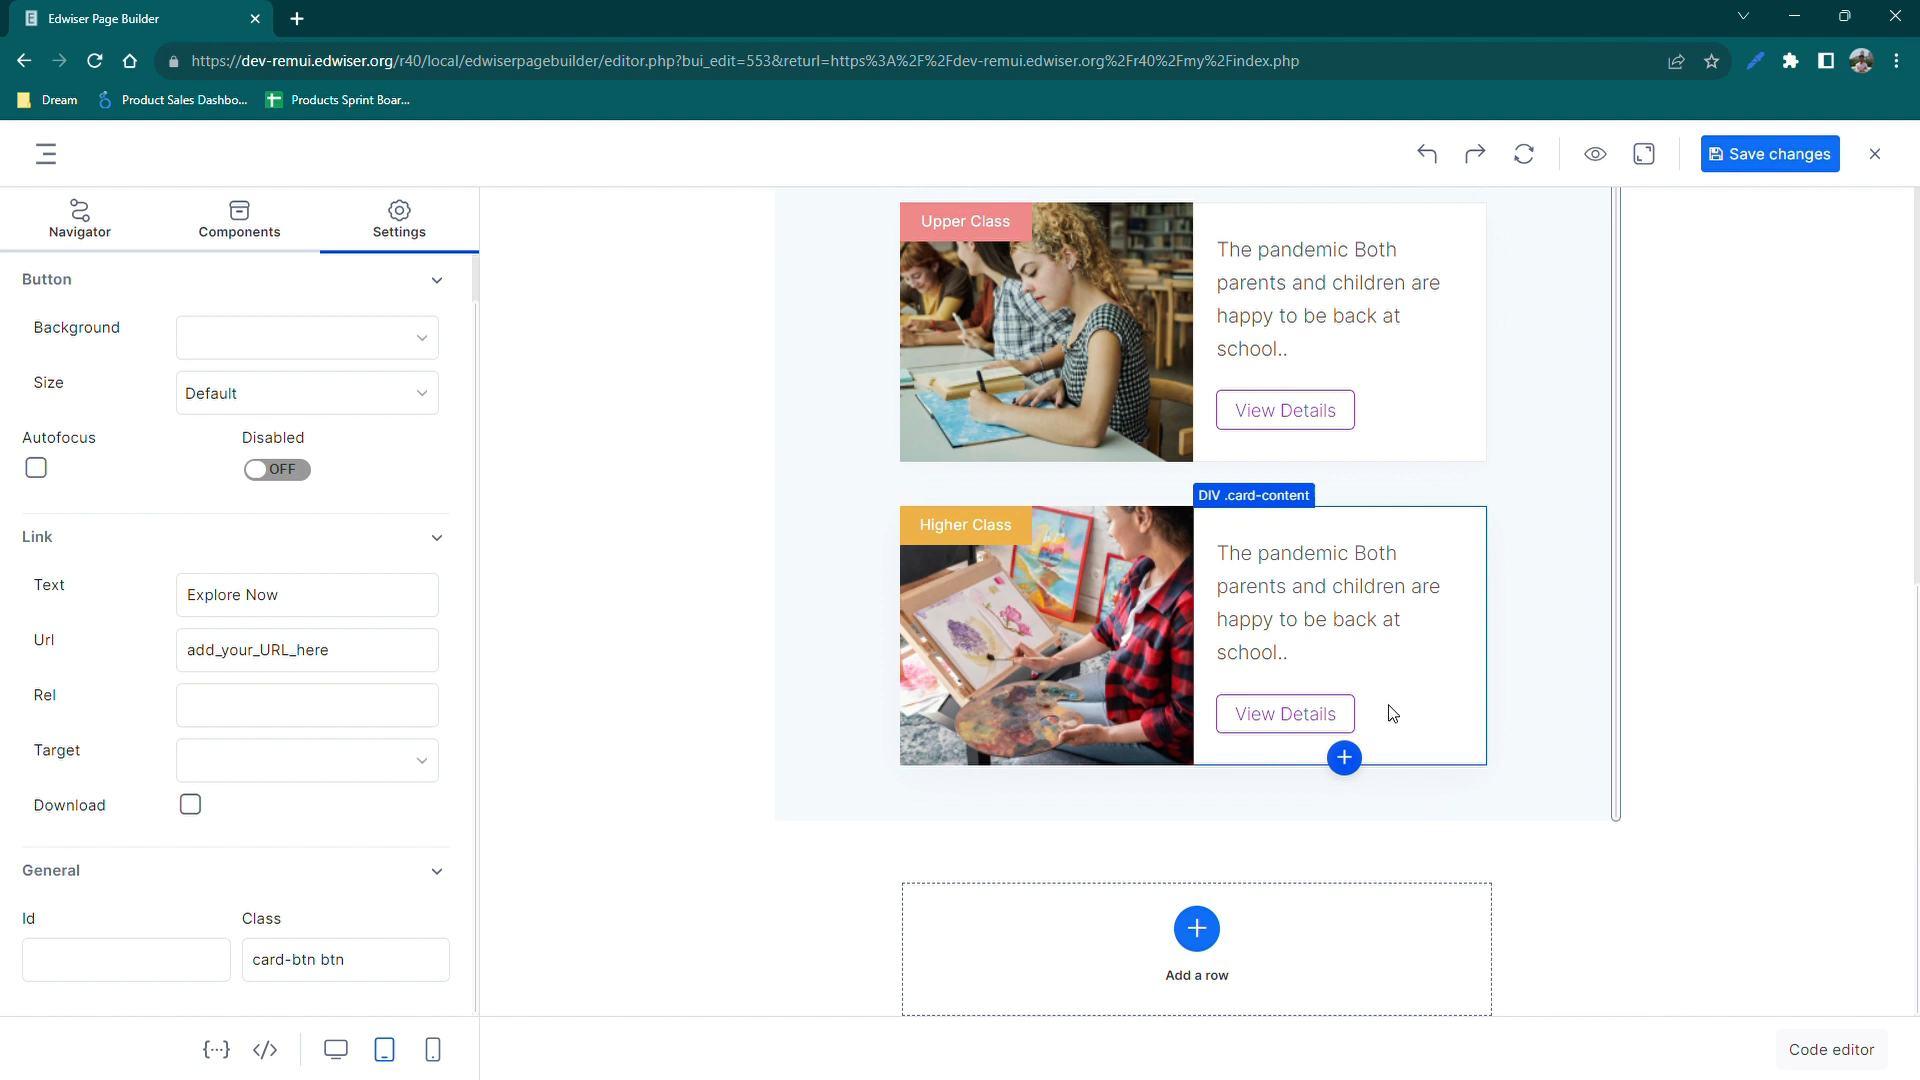 Edwiser Page Builder
https://dev-remui.edwiser.org/r40/local/edwiserpagebuilder/editor.php?bui_edit=553&returl=https%3A%2F%2Fdev-remui.edwiser.org%2Fr40%2Fmy%2Findex.php
Dream
Product Sales Dashbo...
Products Sprint Boar...
Save changes
Navigator
Components
Settings
Button
Background
Size
Default
Autofocus
Disabled
OFF
Link
Text
Explore Now
Url
add_your_URL_here
Rel
Target
Download
General
Id
Class
card-btn btn
Upper Class
The pandemic Both
parents and children are
happy to be back at
school..
View Details
DIV .card-content
Higher Class
The pandemic Both
parents and children are
happy to be back at
school..
View Details
Add a row
Code editor